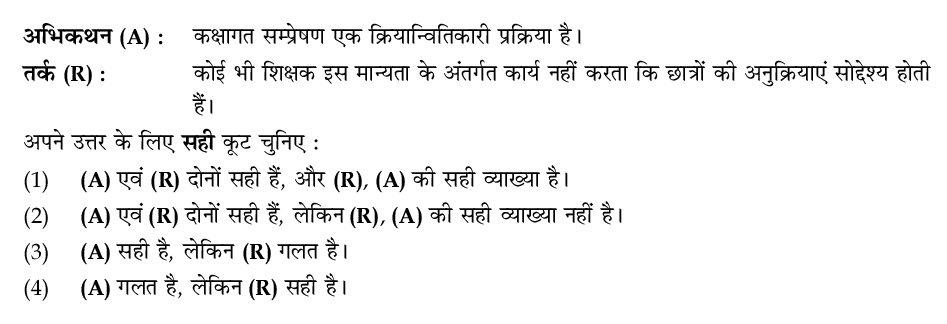 अभिकथन (A) : कक्षागत सम्प्रेषण एक क्रियान्वितिकारी प्रक्रिया है।
तर्क (R) : कोई भी शिक्षक इस मान्यता के अंतर्गत कार्य नहीं करता कि छात्रों की अनुक्रियाएं सोद्देश्य होती
हैं।
अपने उत्तर के लिए सही कूट चुनिए :
(1) (A) एवं (R) दोनों सही हैं, और (R), (A) की सही व्याख्या है।
(2) (A) एवं (R) दोनों सही हैं, लेकिन (R), (A) की सही व्याख्या नहीं है।
(3) (A) सही है, लेकिन (R) गलत है।
(4) (A) गलत है, लेकिन (R) सही है।